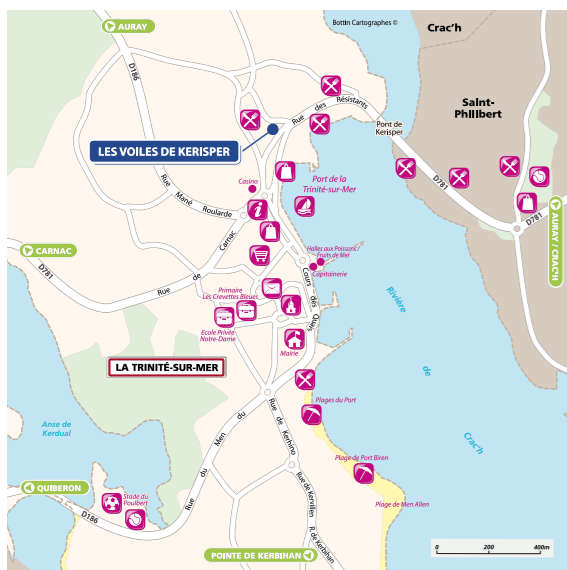 Bottin Cartographes ©
AURAY
Crac'h
D186
Rue des Résistants
Saint-
Philibert
Pont de
Kerisper
LES VOILES DE KERISPER
D781
Casino
Port de la
Trinité-sur-Mer
Rue Mané Roularde
D781
AURAY / CRAC'H
CARNAC
D781
Rue de Carnac
Halles aux Poissons /
Fruits de Mer
Capitainerie
Cours des Quais
Primaire
Les Crevettes Bleues
Rivière de Crac'h
Ecole Privée
Notre-Dame
Mairie
LA TRINITÉ-SUR-MER
Plages du Port
Anse de
Kerdual
Rue du Men du
Rue de Kerhino
Plage de Port Biren
QUIBERON
Stade du
Poulbert
Rue de Kervillen
Plage de Men Allen
D186
R. de Kerbihan
POINTE DE KERBIHAN
0 200 400m